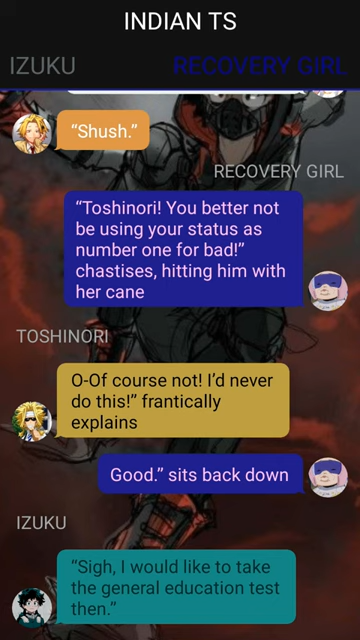 INDIAN TS
IZUKU RECOVERY GIRL
“Shush.”
RECOVERY GIRL
“Toshinori! You better not
be using your status as
number one for bad!”
chastises, hitting him with
her cane
TOSHINORI
O-Of course not! I’d never
do this!” frantically
explains
Good.” sits back down
IZUKU
“Sigh, I would like to take
the general education test
then.”